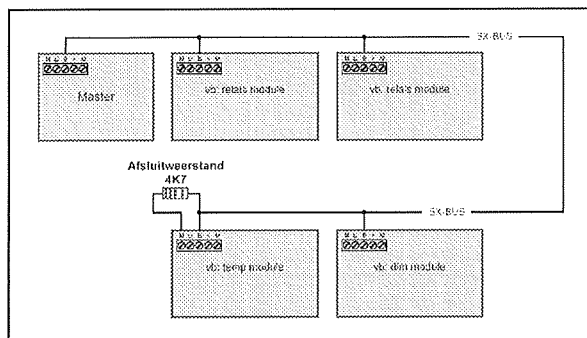 SX-BUS
Master
vb: relais module
vb: relais module
Afsluitweerstand
4K7
SX-BUS
vb: temp module
vb: dim module